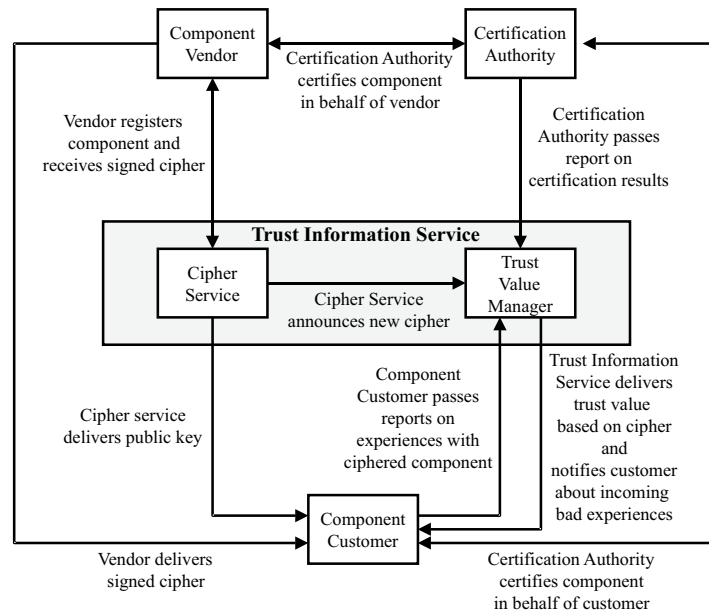 Component
Vendor
Certification Authority
certifies component
in behalf of vendor
Certification
Authority
Vendor registers
component and
receives signed cipher
Certification
Authority passes
report on
certification results
Trust Information Service
Cipher
Service
Cipher Service
announces new cipher
Trust
Value
Manager
Cipher service
delivers public key
Component
Customer passes
reports on
experiences with
ciphered component
Trust Information
Service delivers
trust value
based on cipher
and
notifies customer
about incoming
bad experiences
Component
Customer
Vendor delivers
signed cipher
Certification Authority
certifies component
in behalf of customer